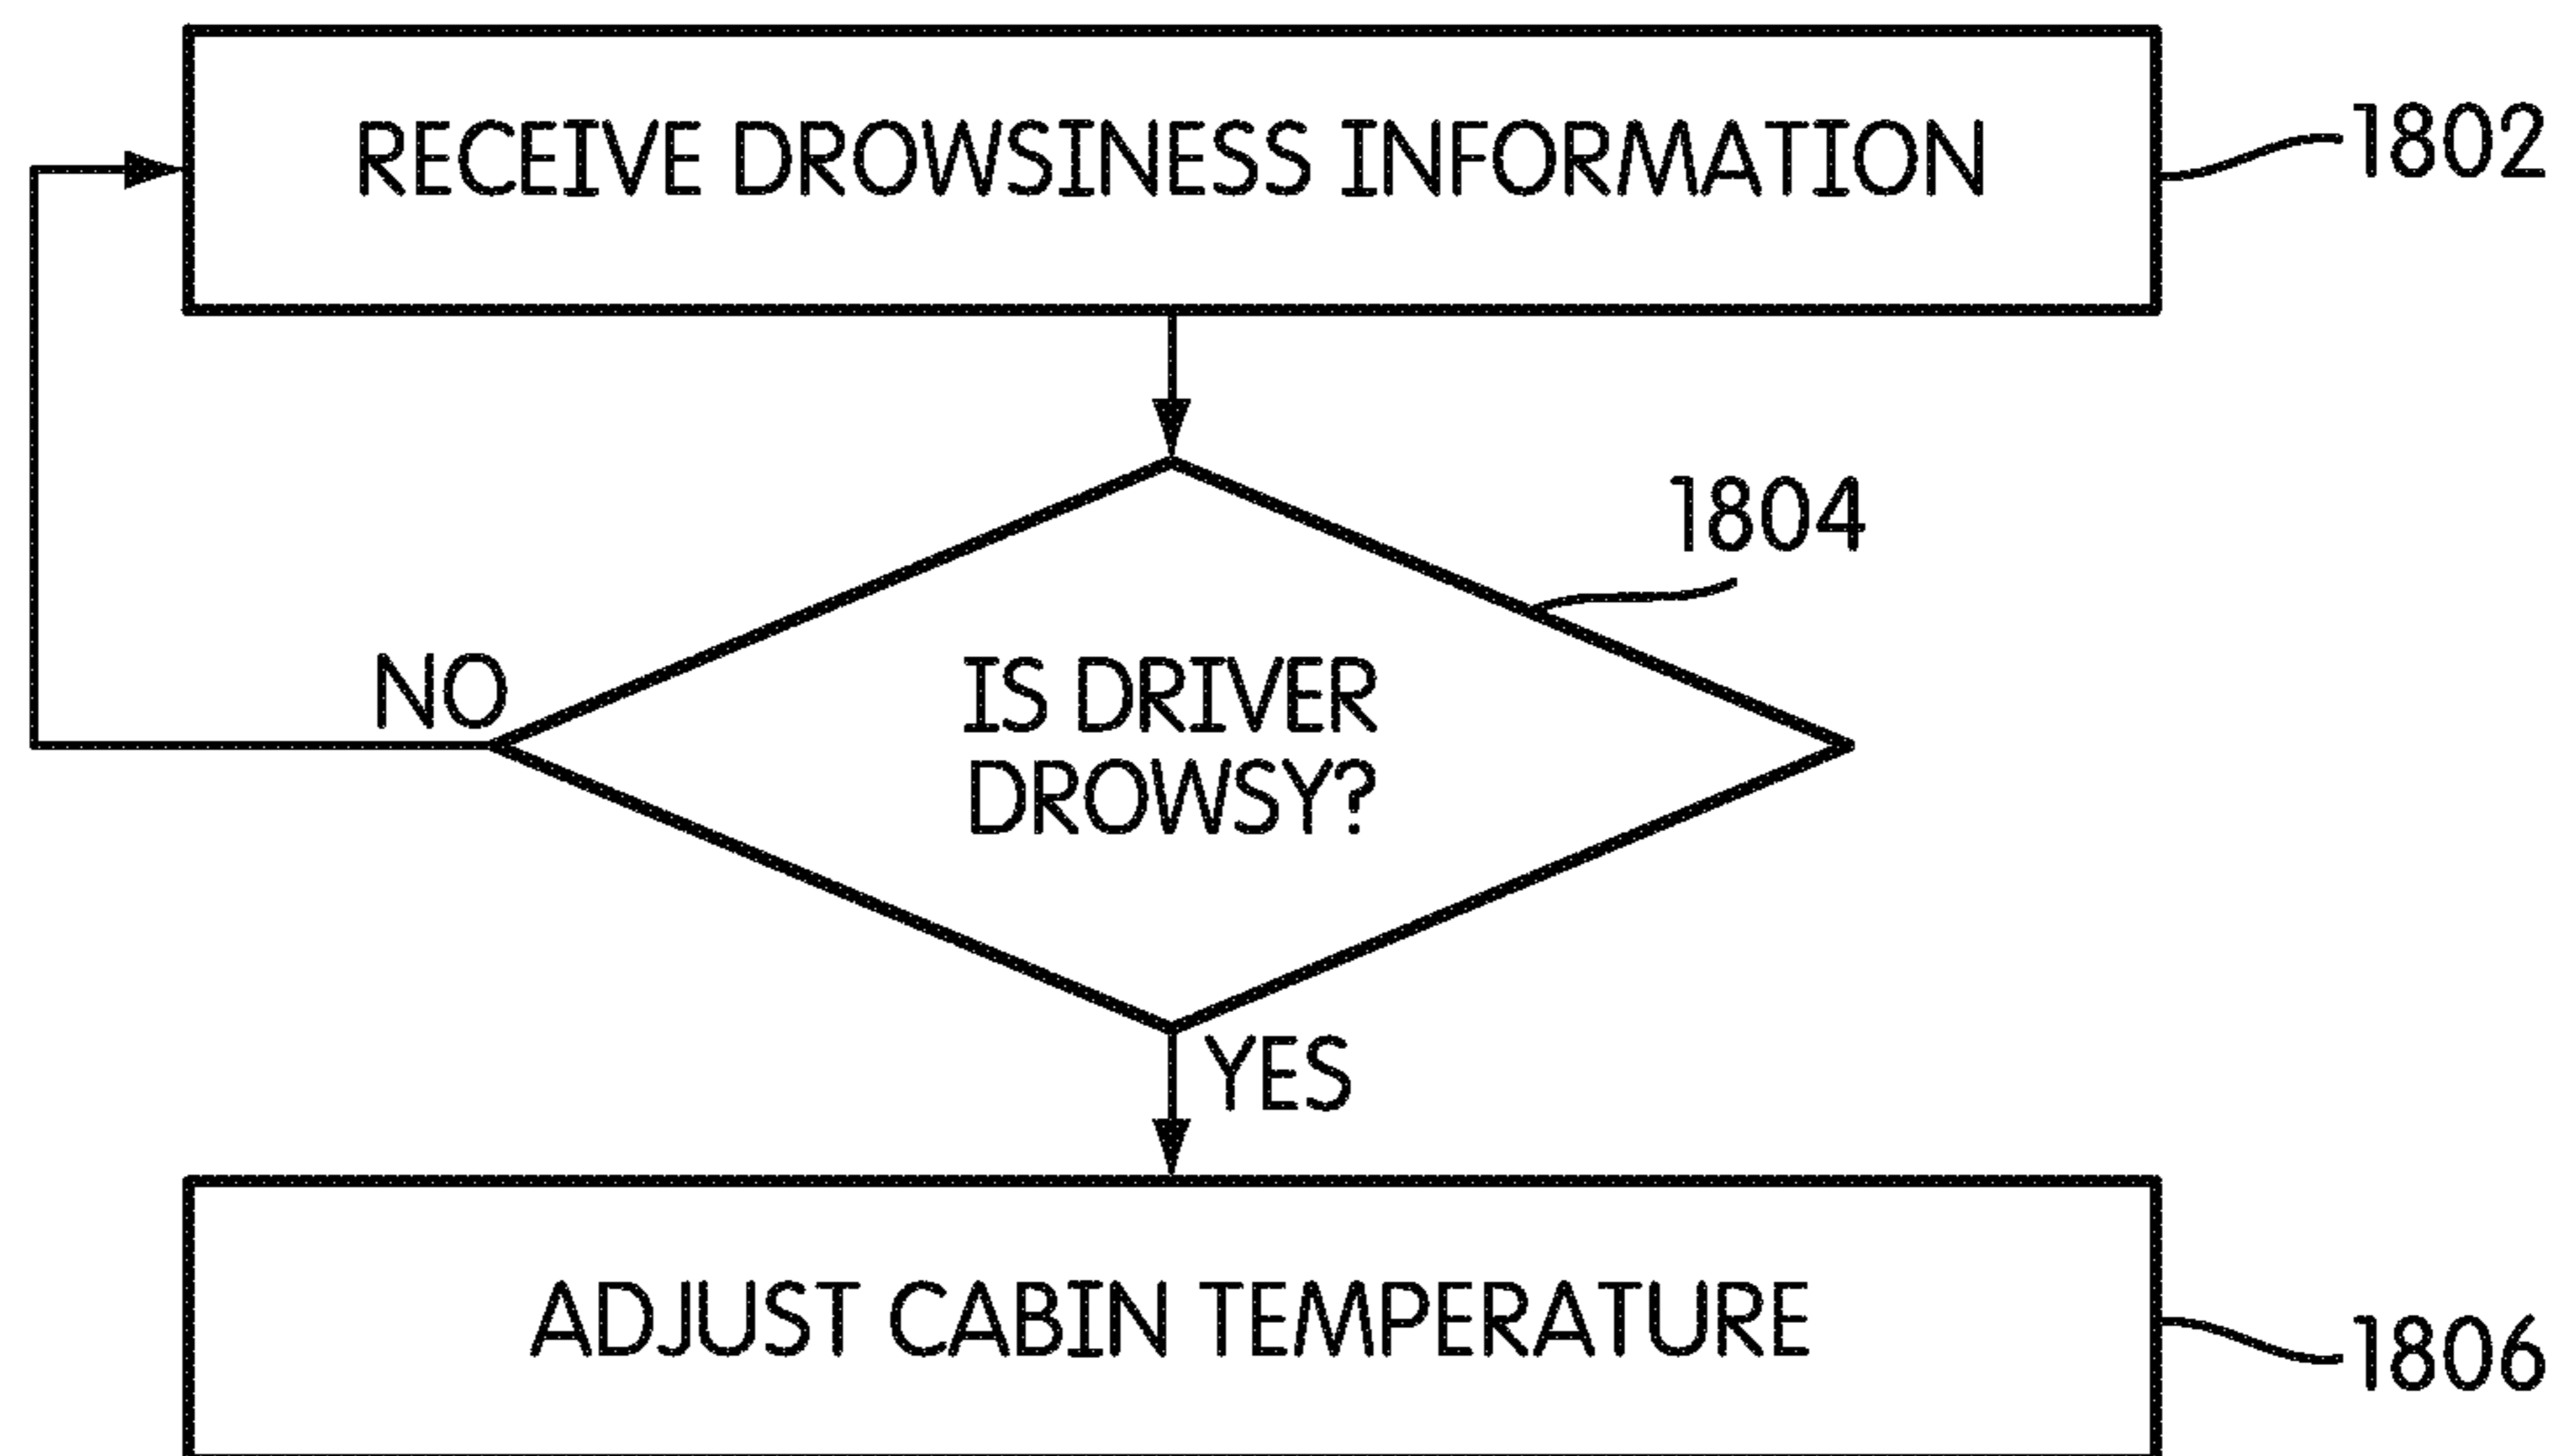 RECEIVE DROWSINESS INFORMATION
1802
1804
NO
IS DRIVER
DROWSY?
YES
ADJUST CABIN TEMPERATURE
1806